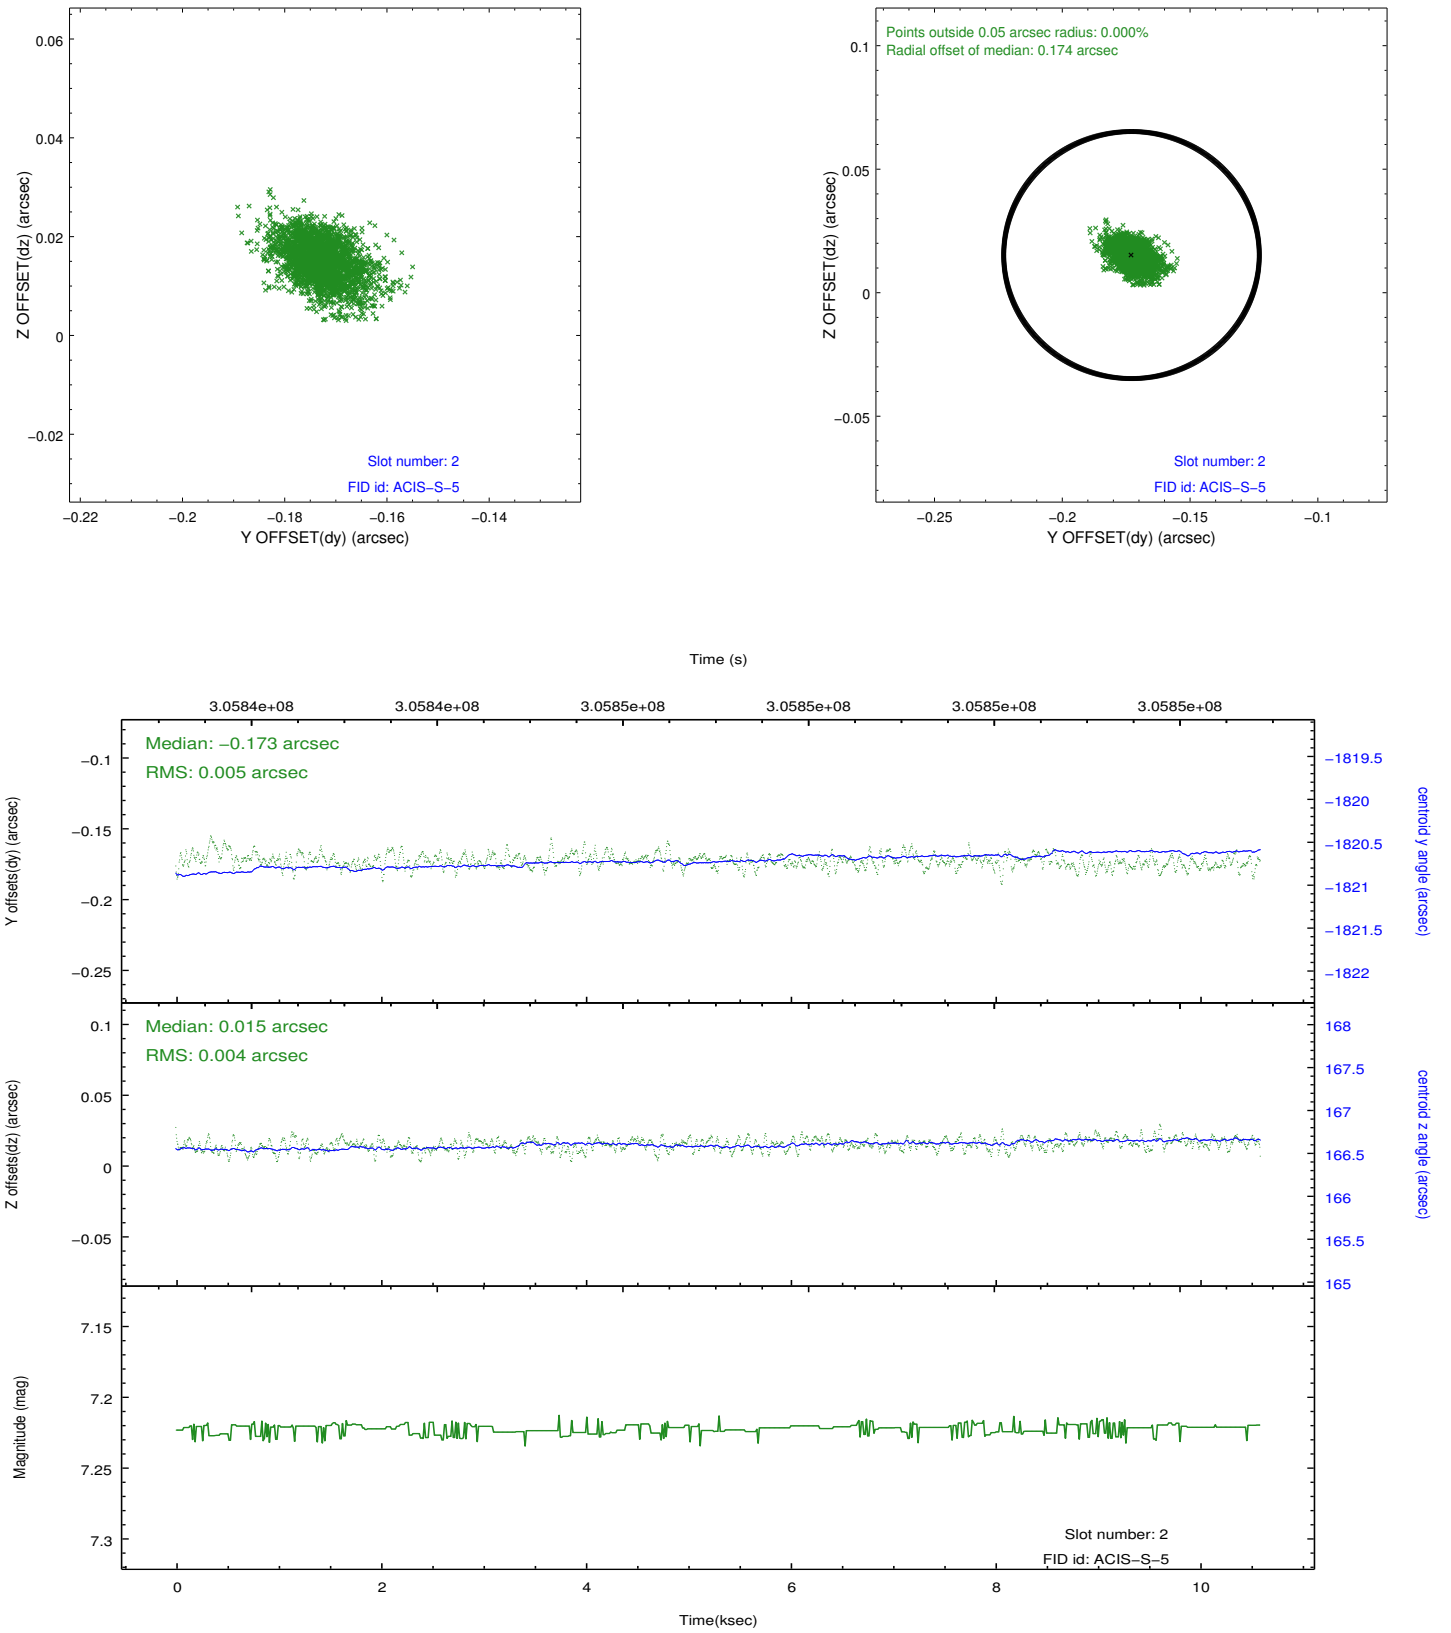 0.06
0.04
0.02
0
−0.02
Z OFFSET(dz) (arcsec)
Slot number: 2
FID id: ACIS−S−5
−0.22
−0.2
−0.18
−0.16
−0.14
Y OFFSET(dy) (arcsec)
Points outside 0.05 arcsec radius: 0.000%
Radial offset of median: 0.174 arcsec
0.1
0.05
0
−0.05
Z OFFSET(dz) (arcsec)
Slot number: 2
FID id: ACIS−S−5
−0.25
−0.2
−0.15
−0.1
Y OFFSET(dy) (arcsec)
Time (s)
3.0584e+08
3.0584e+08
3.0585e+08
3.0585e+08
3.0585e+08
3.0585e+08
Median: −0.173 arcsec
RMS: 0.005 arcsec
−0.1
−0.15
−0.2
−0.25
Y offsets(dy) (arcsec)
−1819.5
−1820
−1820.5
−1821
−1821.5
−1822
centroid y angle (arcsec)
Median: 0.015 arcsec
RMS: 0.004 arcsec
0.1
0.05
0
−0.05
Z offsets(dz) (arcsec)
168
167.5
167
166.5
166
165.5
165
centroid z angle (arcsec)
7.15
7.2
7.25
7.3
Magnitude (mag)
Slot number: 2
FID id: ACIS−S−5
0
2
4
6
8
10
Time(ksec)